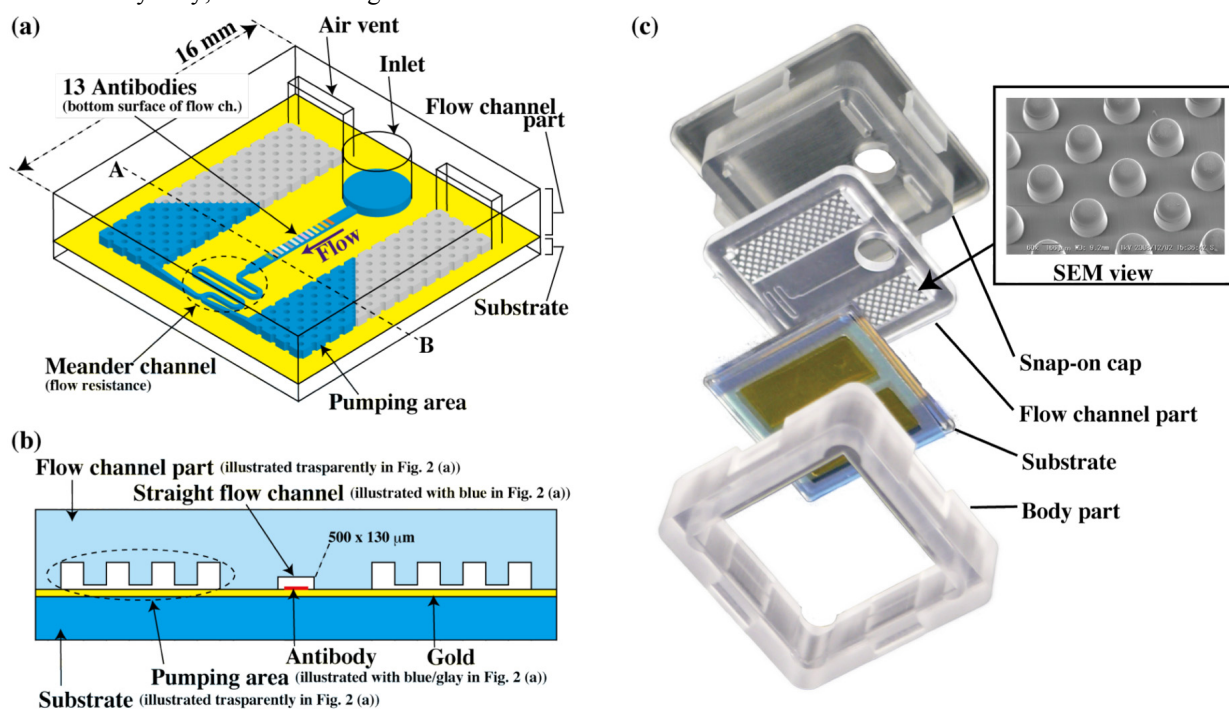 (a)
16 mm
Air vent
Inlet
13 Antibodies
(bottom surface of flow ch.)
Flow channel
part
A
Flow
Substrate
B
Meander channel
(flow resistance)
Pumping area
(b)
Flow channel part (illustrated trasparently in Fig. 2 (a))
Straight flow channel (illustrated with blue in Fig. 2 (a))
500 x 130 μm
Antibody
Gold
Pumping area (illustrated with blue/glay in Fig. 2 (a))
Substrate (illustrated trasparently in Fig. 2 (a))
(c)
SEM view
Snap-on cap
Flow channel part
Substrate
Body part